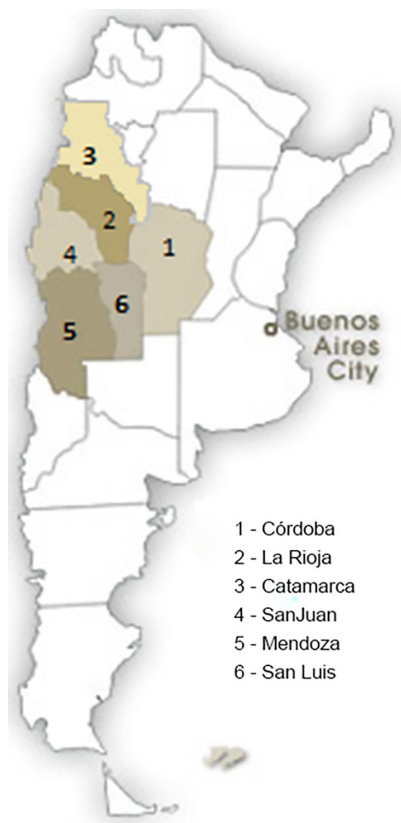 3
2
1
4
6
5
Buenos
Aires
City
1 - Córdoba
2 - La Rioja
3 - Catamarca
4 - SanJuan
5 - Mendoza
6 - San Luis